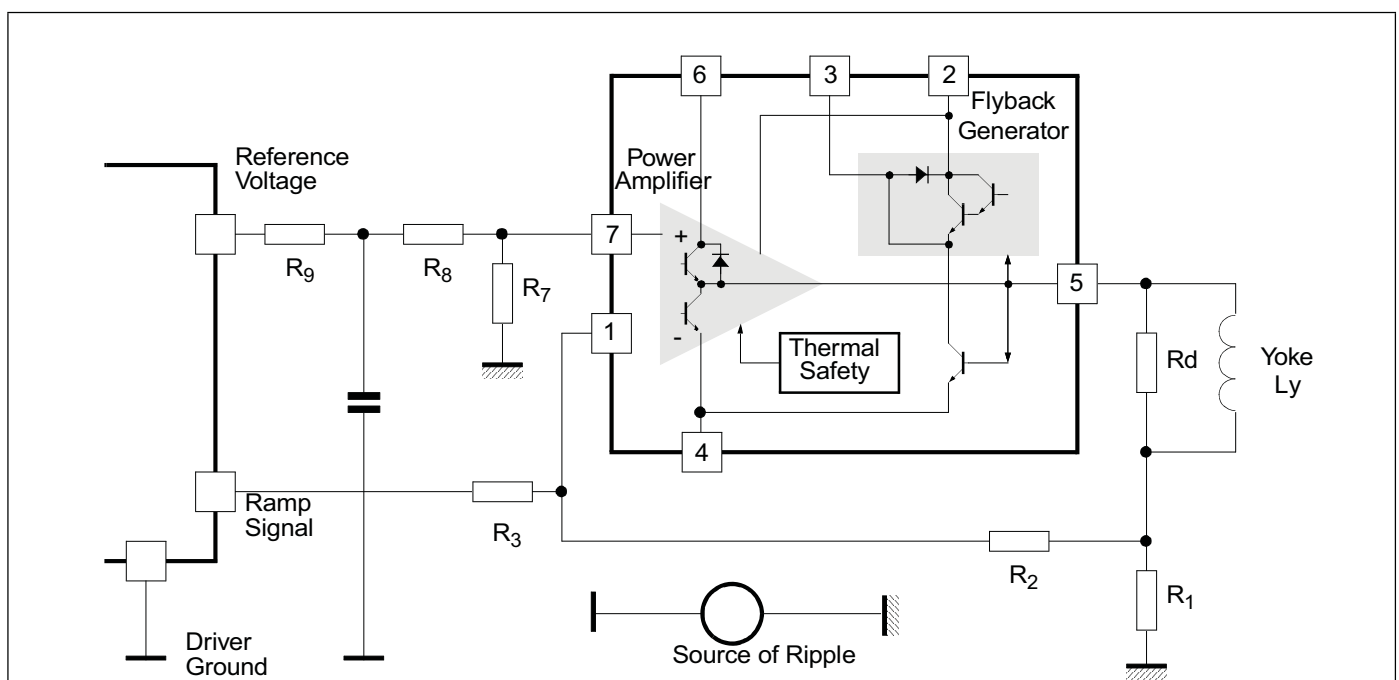 6
3
2
Flyback
Generator
Reference
Voltage
Power
Amplifier
+
7
R9
R8
R7
5
1
-
Thermal
Safety
Rd
Yoke
Ly
4
Ramp
Signal
R3
R2
R1
Driver
Ground
Source of Ripple